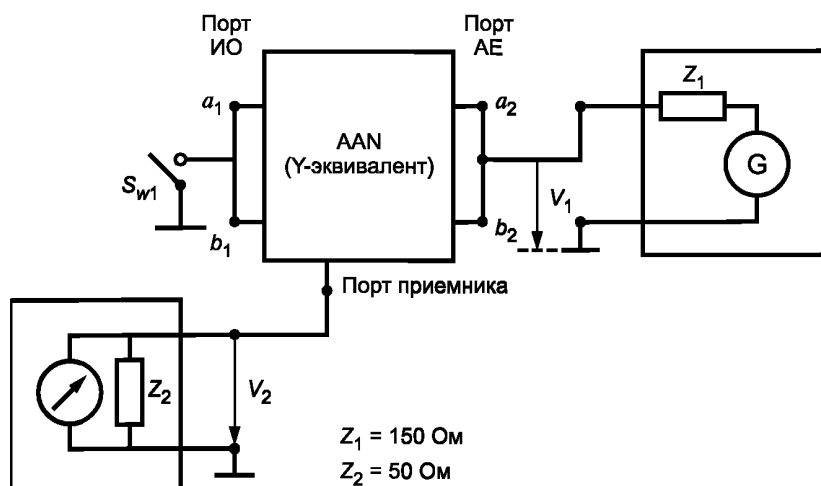 Порт
ИО
Порт
АЕ
a1
a2
AAN
(Y-эквивалент)
Sw1
b1
b2
V1
Z1
G
Порт приемника
Z2
V2
Z1 = 150 Ом
Z2 = 50 Ом